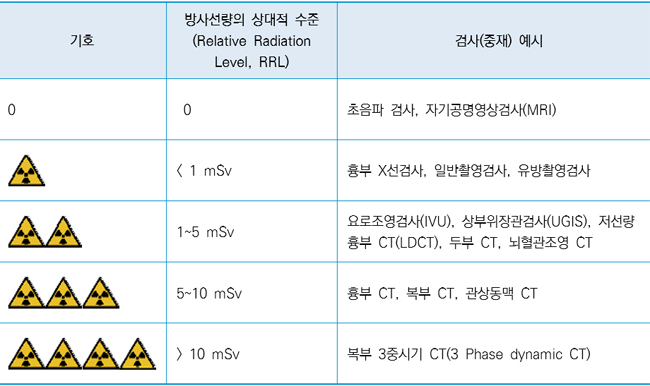 기호
방사선량의 상대적 수준
(Relative Radiation
Level, RRL)
검사(중재) 예시
0
0
초음파 검사, 자기공명영상검사(MRI)
〈 1 mSv
흉부 X선검사, 일반촬영검사, 유방촬영검사
1~5 mSv
요로조영검사(IVU), 상부위장관검사(UGIS), 저선량
흉부 CT(LDCT), 두부 CT, 뇌혈관조영 CT
5~10 mSv
흉부 CT, 복부 CT, 관상동맥 CT
〉 10 mSv
복부 3중시기 CT(3 Phase dynamic CT)